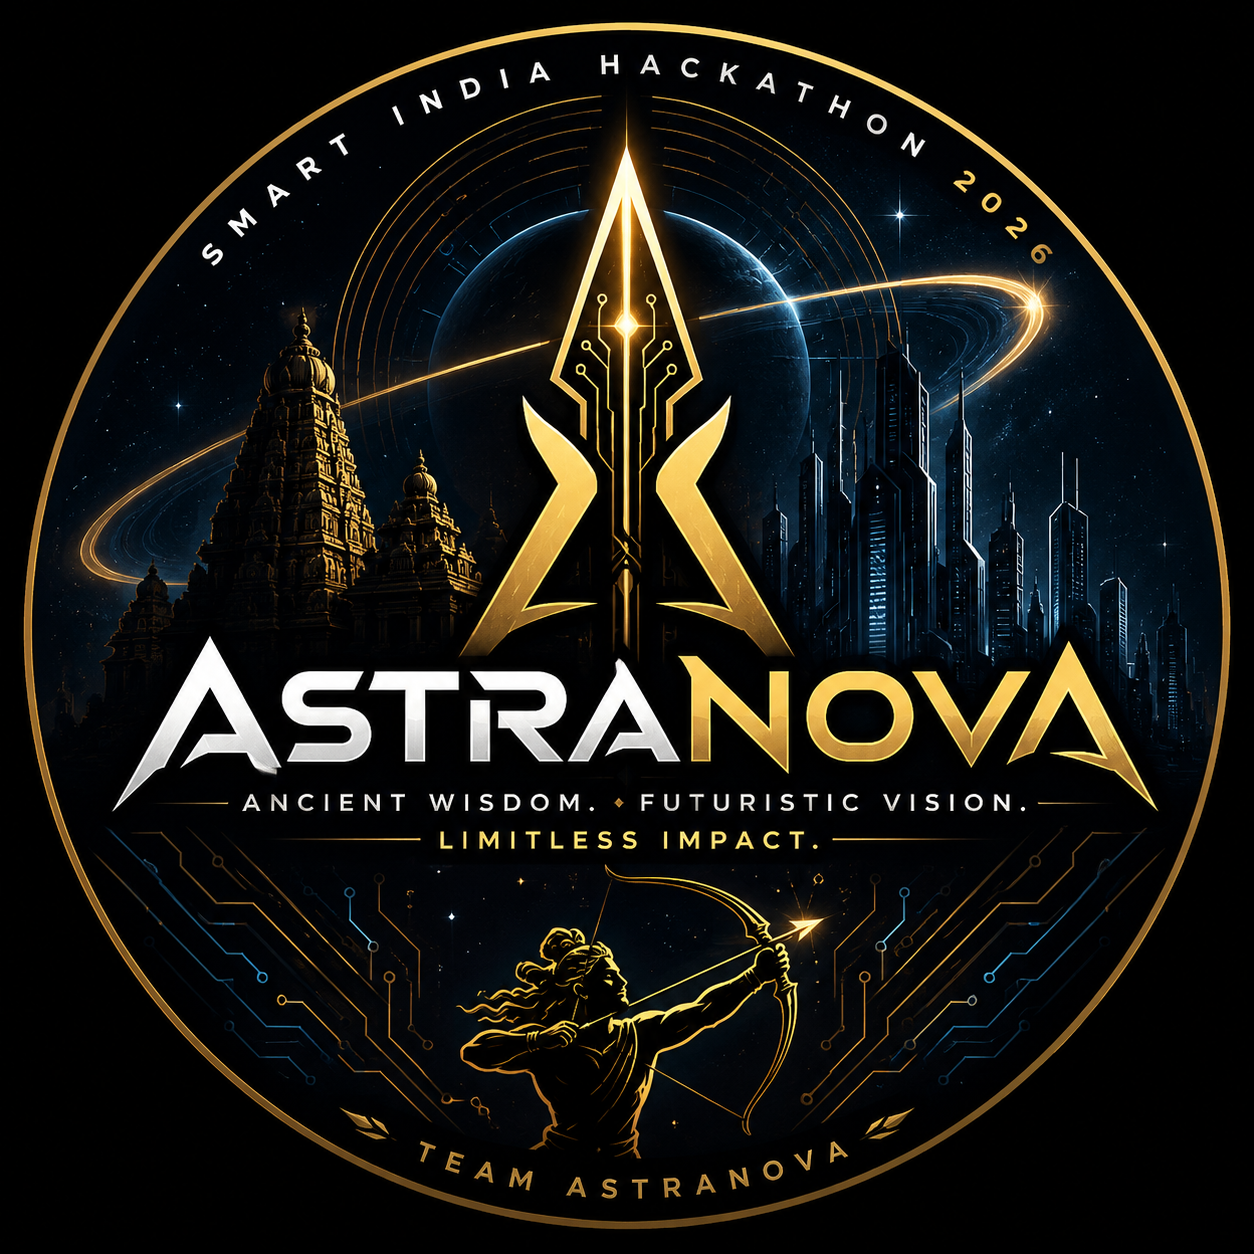 SMART INDIA HACKATHON 2026
ASTRANOVA
ANCIENT WISDOM. FUTURISTIC VISION.
LIMITLESS IMPACT.
TEAM ASTRANOVA